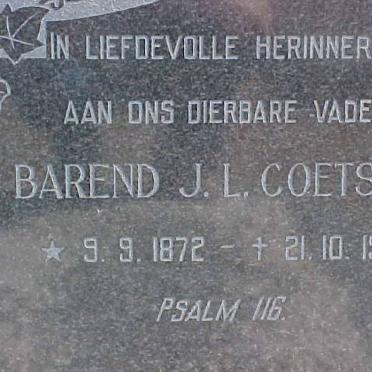 IN LIEFDEVOLLE HERINNER
AAN ONS DIERBARE VADE
BAREND J. L. COETS
★ 9. 9. 1872 – † 21. 10. 1
PSALM 116.